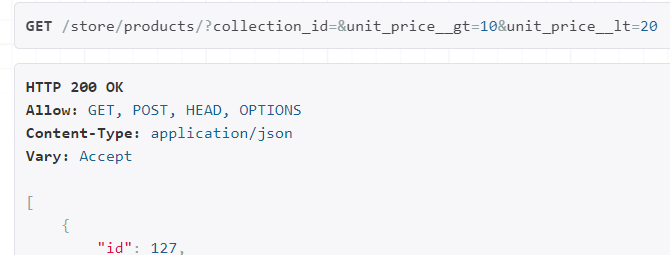 GET /store/products/?collection_id=&unit_price__gt=10&unit_price__lt=20
HTTP 200 OK
Allow: GET, POST, HEAD, OPTIONS
Content-Type: application/json
Vary: Accept
[
{
"id": 127,